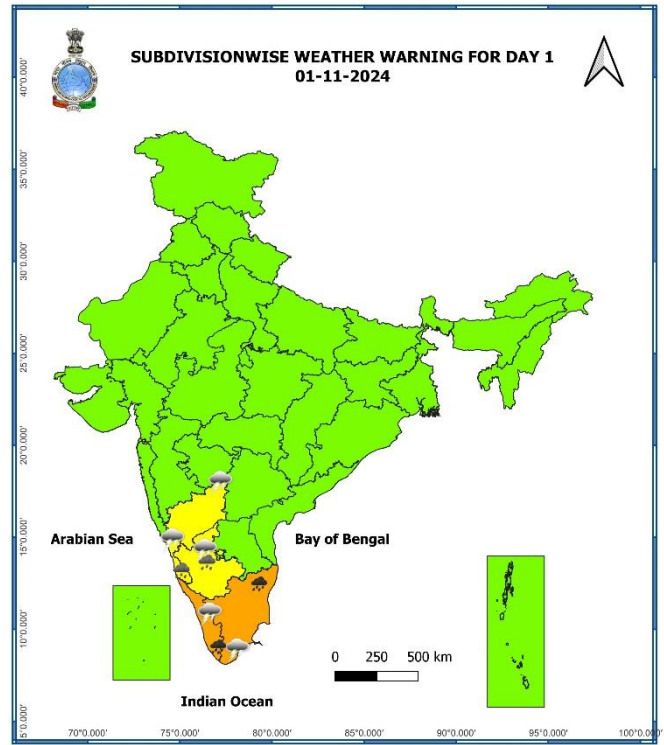 SUBDIVISIONWISE WEATHER WARNING FOR DAY 1
01-11-2024
40°0.000'
35°0.000'
30°0.000'
25°0.000'
20°0.000'
15°0.000'
10°0.000'
5°0.000'
Arabian Sea
Bay of Bengal
0 250 500 km
Indian Ocean
70°0.000' 75°0.000' 80°0.000' 85°0.000' 90°0.000' 95°0.000' 100°0.000'